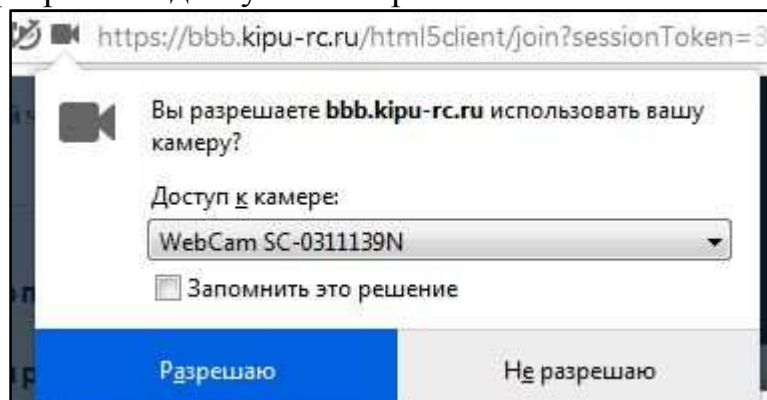 https://bbb.kipu-rc.ru/html5client/join?sessionToken=3
Вы разрешаете bbb.kipu-rc.ru использовать вашу
камеру?
Доступ к камере:
WebCam SC-0311139N
Запомнить это решение
Разрешаю
Не разрешаю